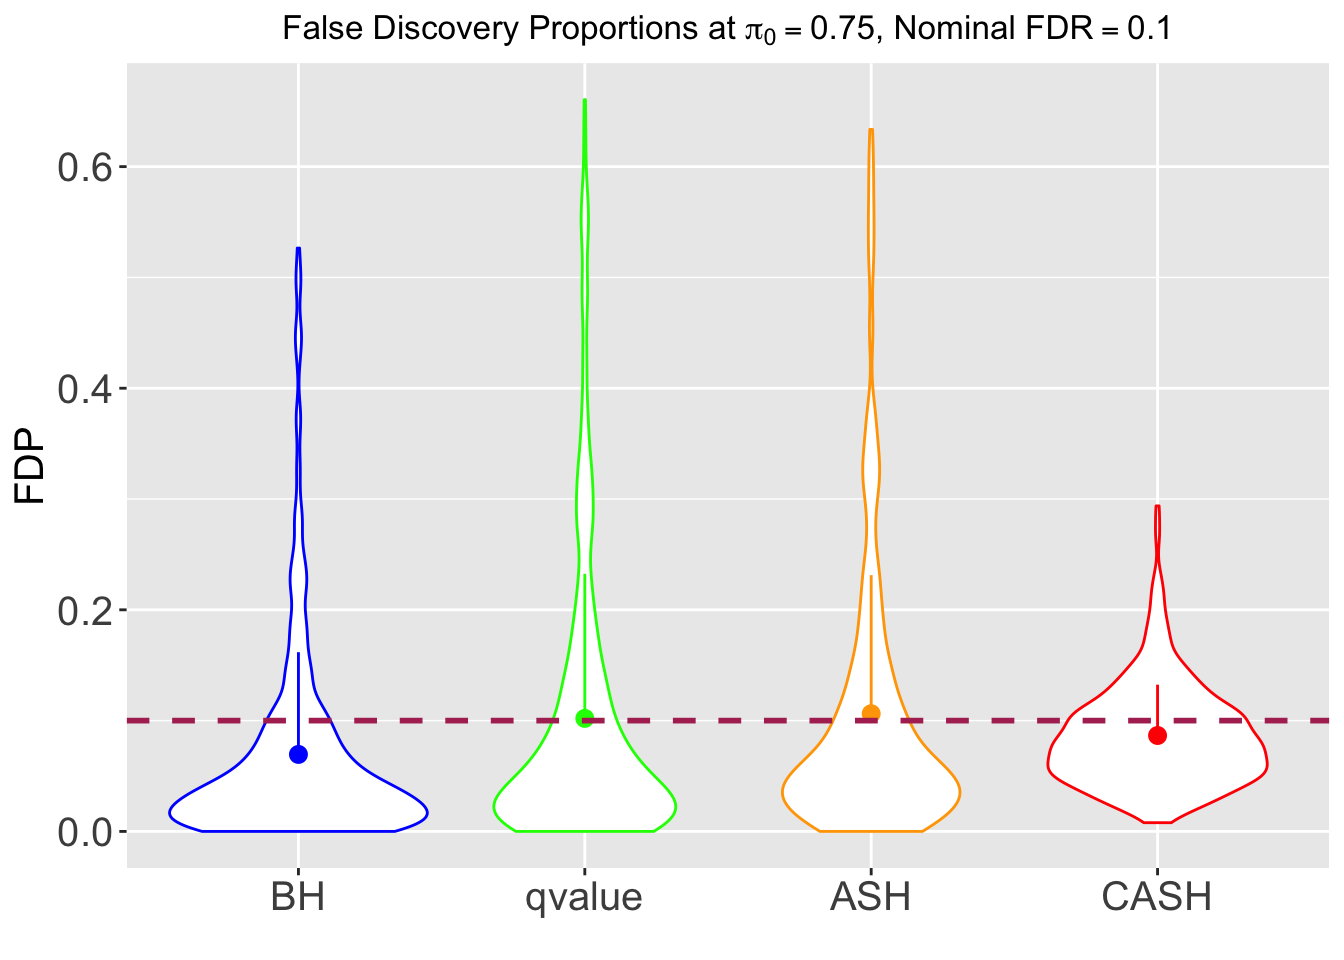 False Discovery Proportions at π₀ = 0.75, Nominal FDR = 0.1
FDP
0.6
0.4
0.2
0.0
BH qvalue ASH CASH